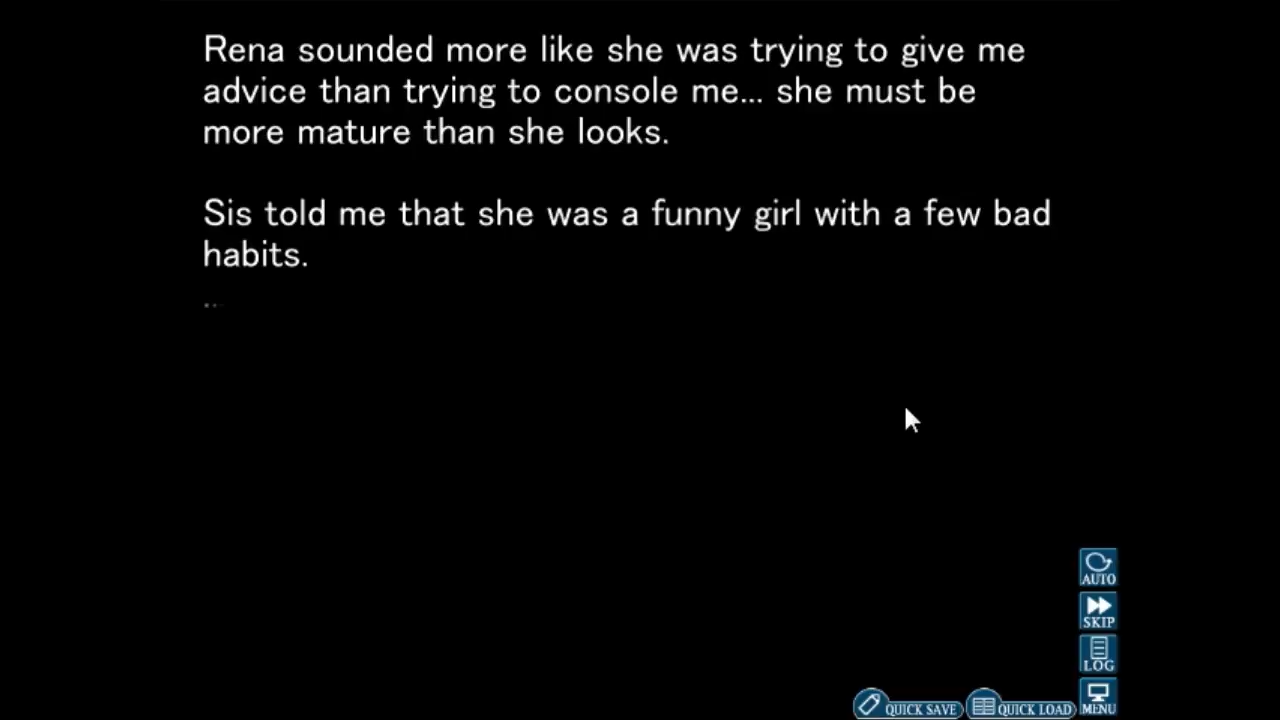 Rena sounded more like she was trying to give me
advice than trying to console me... she must be
more mature than she looks.
Sis told me that she was a funny girl with a few bad
habits.
...
AUTO
SKIP
LOG
MENU
QUICK SAVE
QUICK LOAD